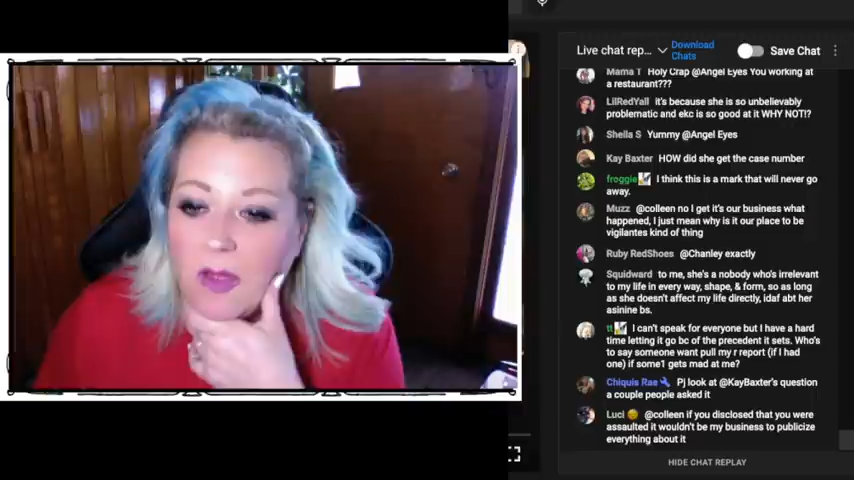 Live chat rep...
Download
Chats
Save Chat
Mama T Holy Crap @Angel Eyes You working at
a restaurant???
LilRedYall it's because she is so unbelievably
problematic and ekc is so good at it WHY NOT!?
Sheila S Yummy @Angel Eyes
Kay Baxter HOW did she get the case number
froggie I think this is a mark that will never go
away.
Muzz @colleen no I get it's our business what
happened, I just mean why is it our place to be
vigilantes kind of thing
Ruby RedShoes @Chanley exactly
Squidward to me, she's a nobody who's irrelevant
to my life in every way, shape, & form, so as long
as she doesn't affect my life directly, idaf abt her
asinine bs.
tt I can't speak for everyone but I have a hard
time letting it go bc of the precedent it sets. Who's
to say someone want pull my r report (if I had
one) if some1 gets mad at me?
Chiquis Rae Pj look at @KayBaxter's question
a couple people asked it
Luci @colleen if you disclosed that you were
assaulted it wouldn't be my business to publicize
everything about it
HIDE CHAT REPLAY